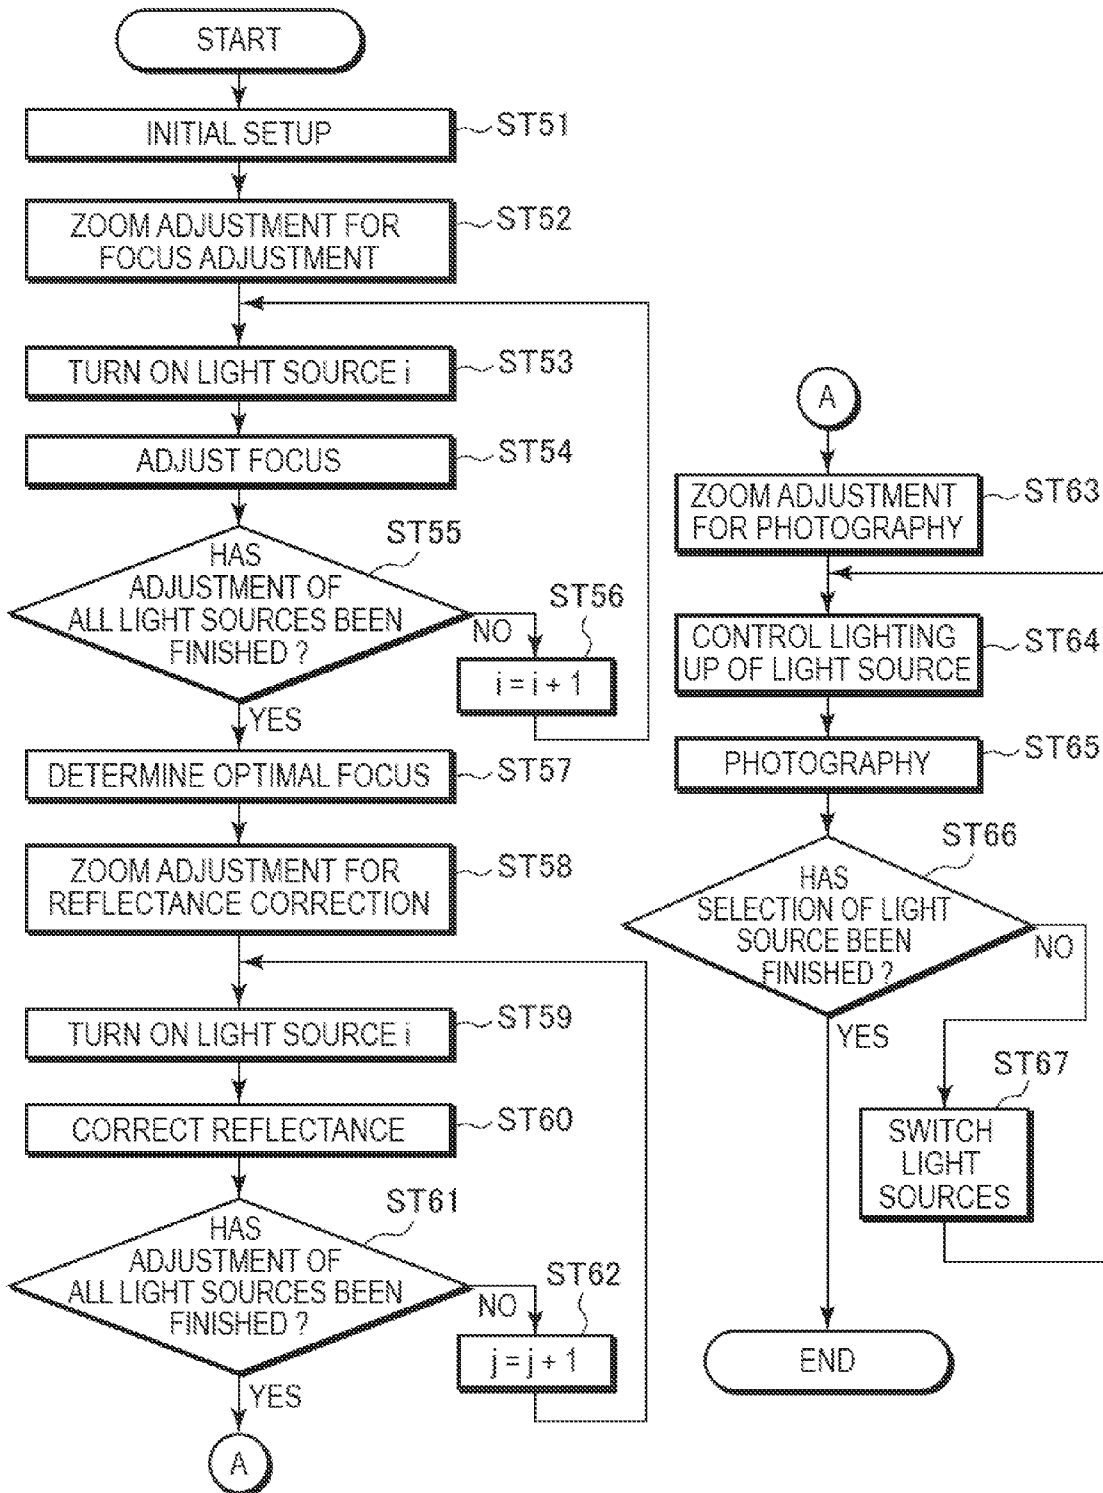 START
INITIAL SETUP
ST51
ZOOM ADJUSTMENT FOR
FOCUS ADJUSTMENT
ST52
TURN ON LIGHT SOURCE i
ST53
ADJUST FOCUS
ST54
HAS
ADJUSTMENT OF
ALL LIGHT SOURCES BEEN
FINISHED ?
ST55
NO
ST56
i = i + 1
YES
DETERMINE OPTIMAL FOCUS
ST57
ZOOM ADJUSTMENT FOR
REFLECTANCE CORRECTION
ST58
TURN ON LIGHT SOURCE i
ST59
CORRECT REFLECTANCE
ST60
HAS
ADJUSTMENT OF
ALL LIGHT SOURCES BEEN
FINISHED ?
ST61
NO
ST62
j = j + 1
YES
A
A
ZOOM ADJUSTMENT
FOR PHOTOGRAPHY
ST63
CONTROL LIGHTING
UP OF LIGHT SOURCE
ST64
PHOTOGRAPHY
ST65
HAS
SELECTION OF LIGHT
SOURCE BEEN
FINISHED ?
ST66
NO
YES
ST67
SWITCH
LIGHT
SOURCES
END